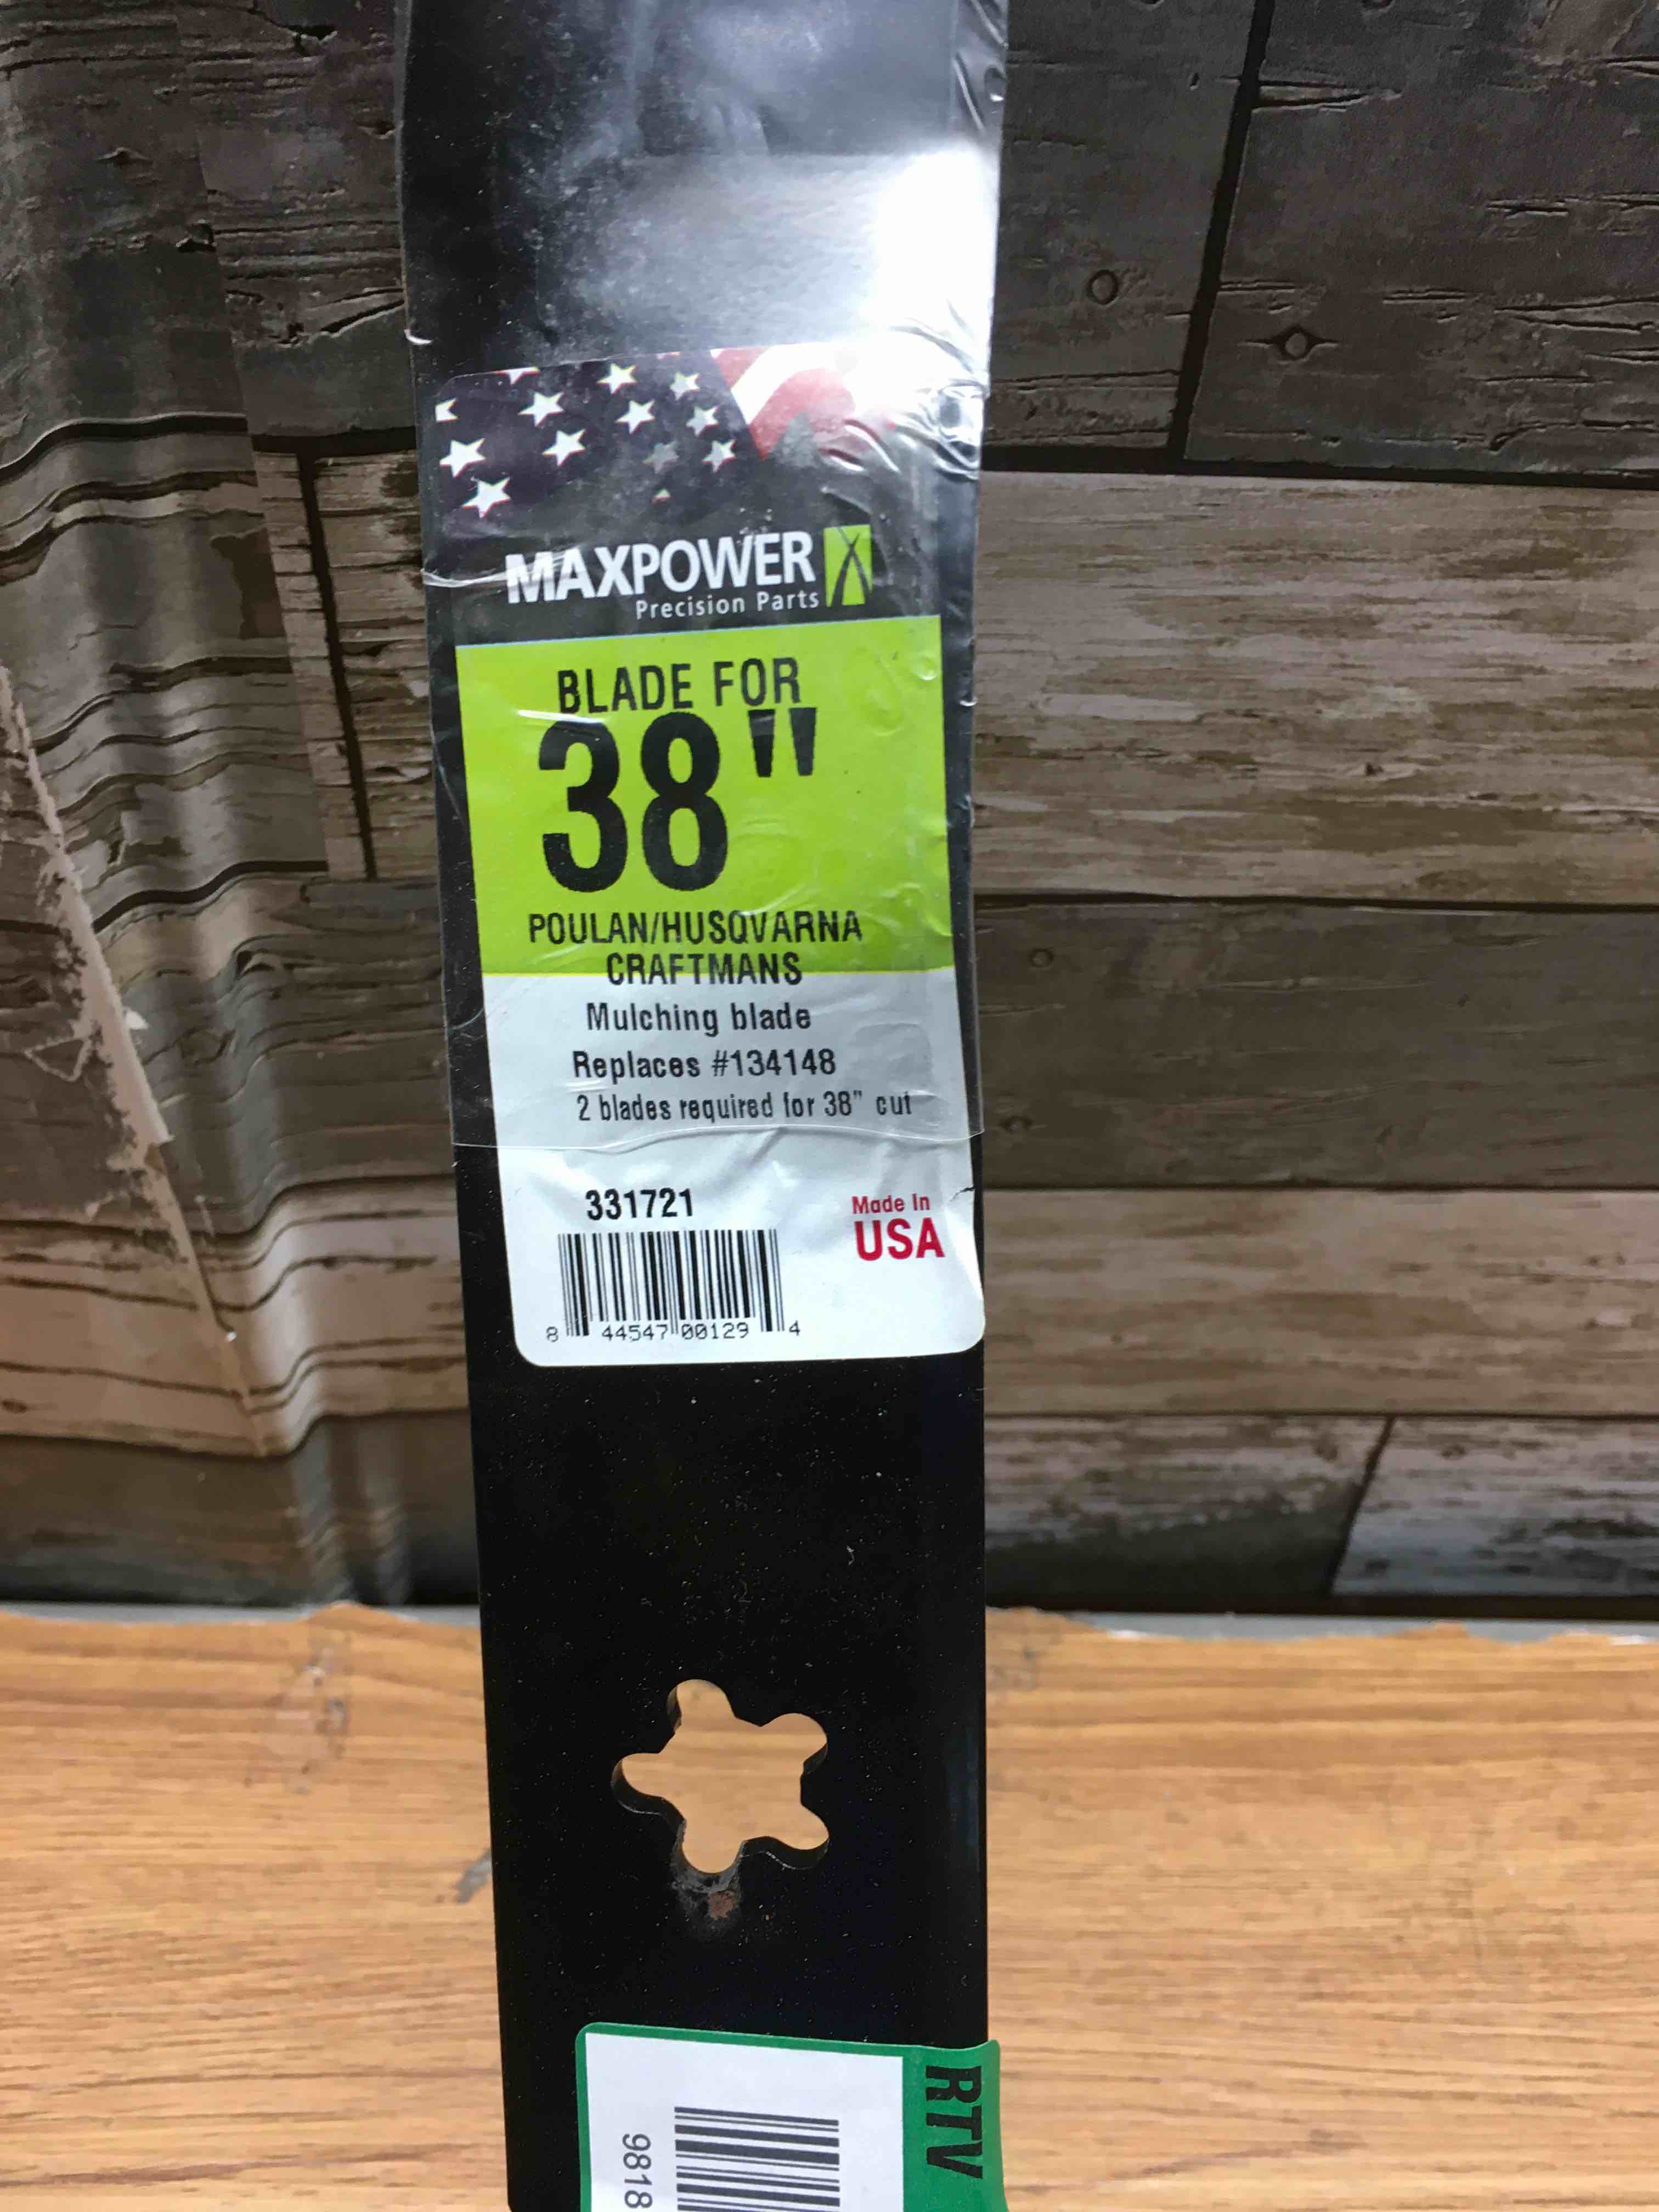 MAXPOWER
Precision Parts
BLADE FOR
38"
POULAN/HUSQVARNA
CRAFTMANS
Mulching blade
Replaces #134148
2 blades required for 38" cut
331721
Made In
USA
8 44547 00129 4
RTV
9818